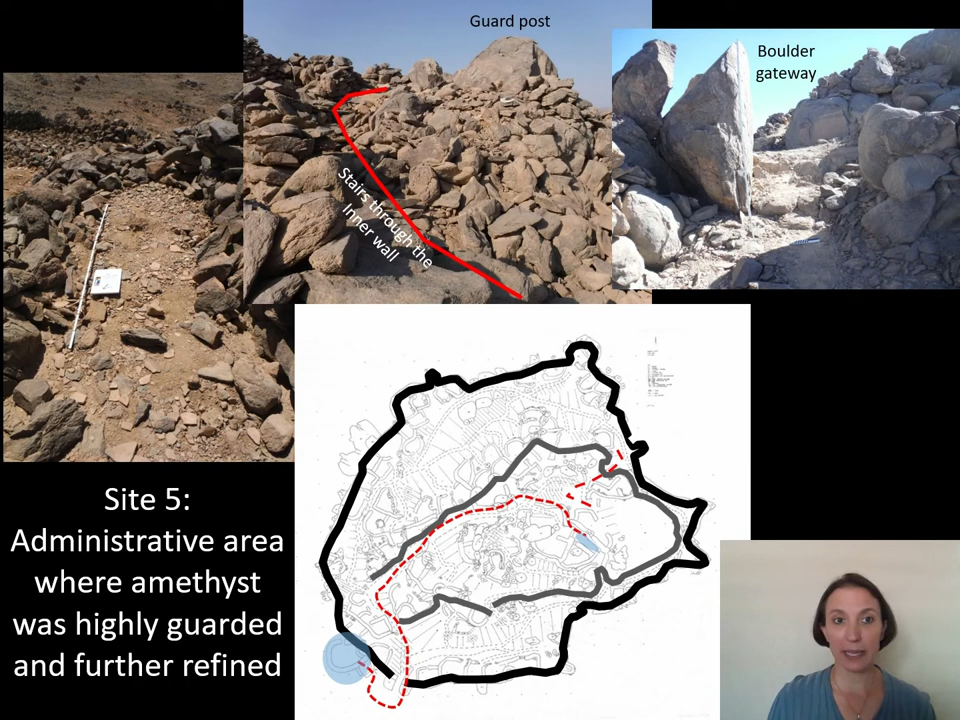 Guard post
Boulder
gateway
Stairs through the
Inner wall
Site 5:
Administrative area
where amethyst
was highly guarded
and further refined